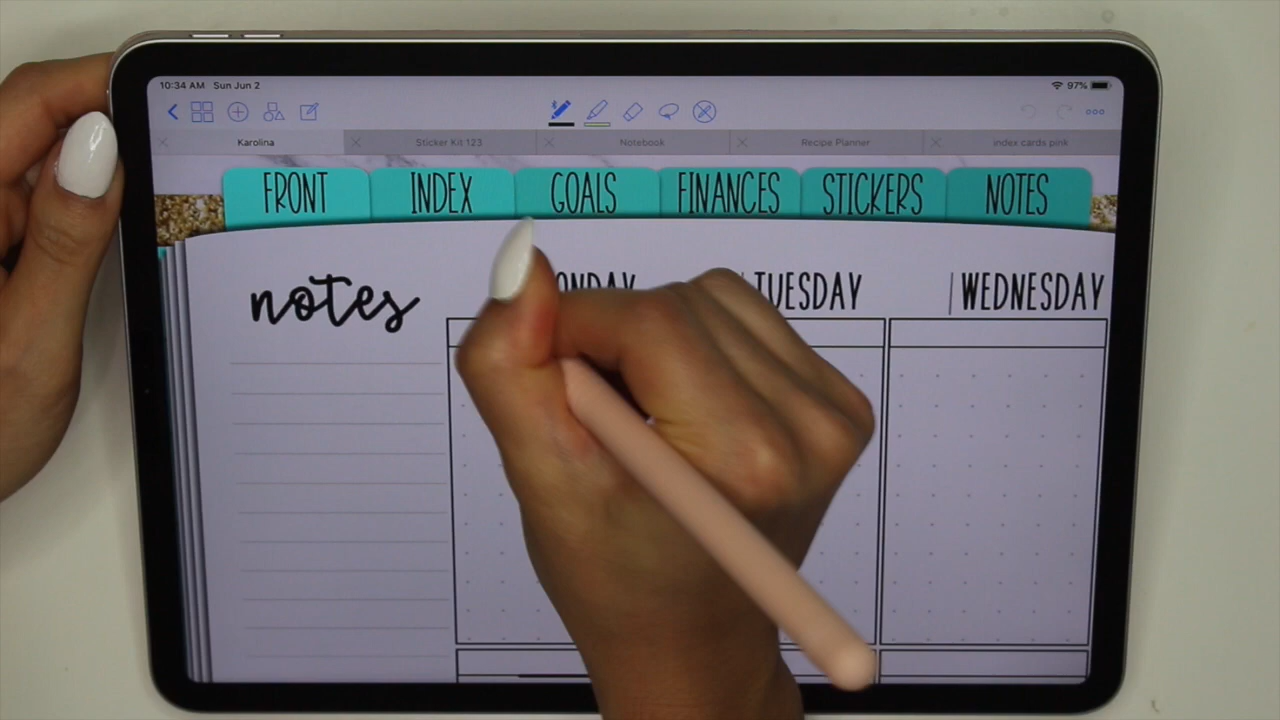 10:34 AM Sun Jun 2 97%
Karolina Sticker Kit 123 Notebook Recipe Planner index cards pink
FRONT INDEX GOALS FINANCES STICKERS NOTES
notes ONDAY TUESDAY WEDNESDAY